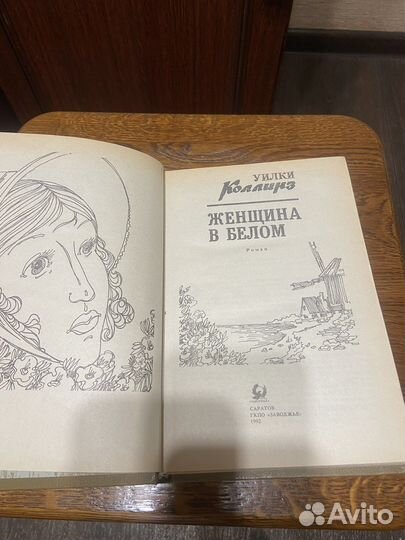 УИЛКИ
Коллинз
ЖЕНЩИНА
В БЕЛОМ
Роман
САРАТОВ
ГКПО «ЗАВОЛЖЬЕ»
1992
Avito